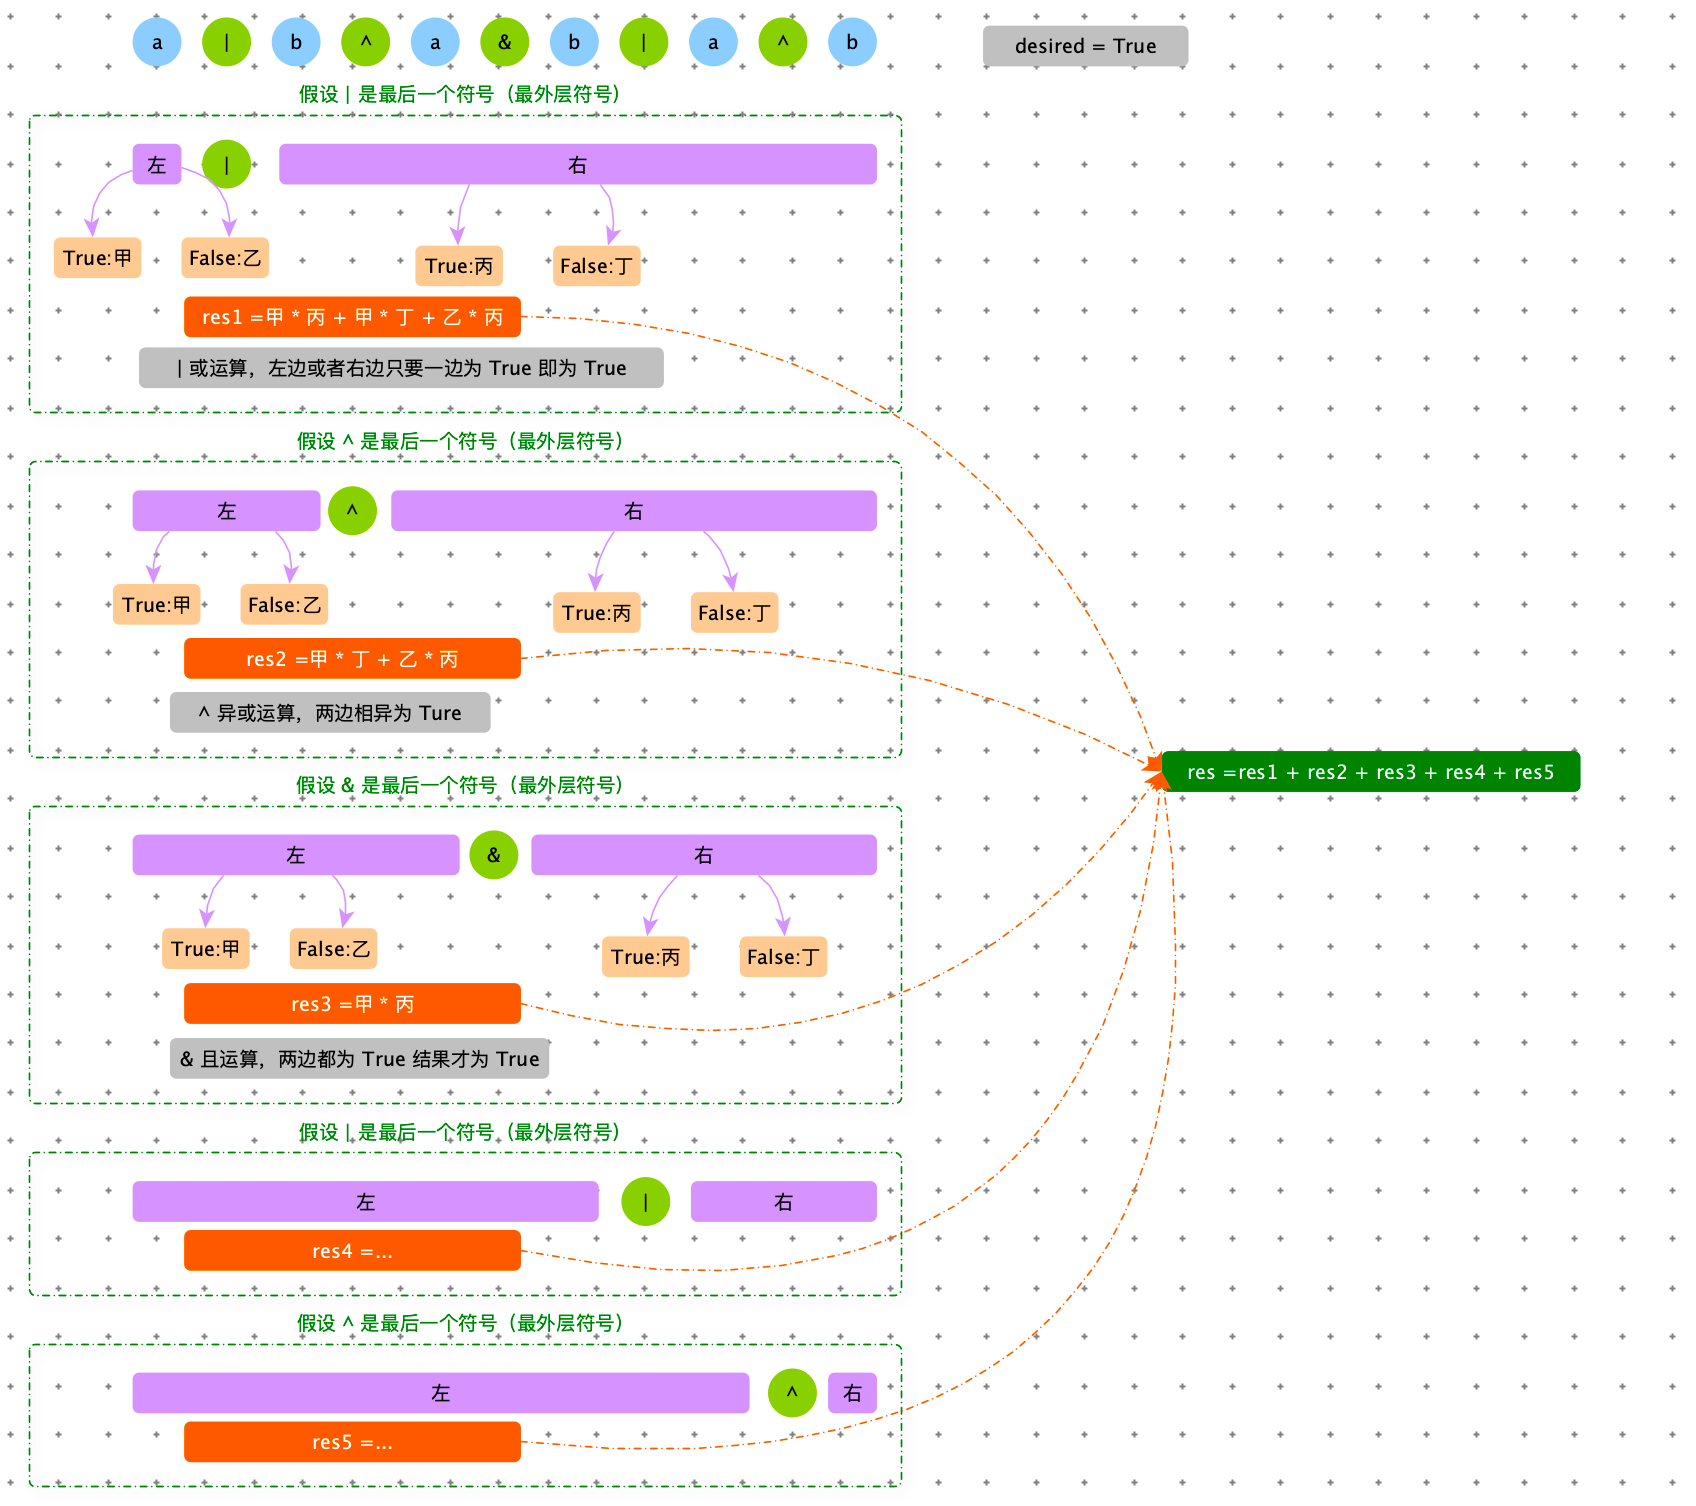 a | b ^ a & b | a ^ b
desired = True
假设 | 是最后一个符号（最外层符号）
左 | 右
True:甲 False:乙 True:丙 False:丁
res1 =甲 * 丙 + 甲 * 丁 + 乙 * 丙
| 或运算，左边或者右边只要一边为 True 即为 True
假设 ^ 是最后一个符号（最外层符号）
左 ^ 右
True:甲 False:乙 True:丙 False:丁
res2 =甲 * 丁 + 乙 * 丙
^ 异或运算，两边相异为 Ture
res =res1 + res2 + res3 + res4 + res5
假设 & 是最后一个符号（最外层符号）
左 & 右
True:甲 False:乙 True:丙 False:丁
res3 =甲 * 丙
& 且运算，两边都为 True 结果才为 True
假设 | 是最后一个符号（最外层符号）
左 | 右
res4 =...
假设 ^ 是最后一个符号（最外层符号）
左 ^ 右
res5 =...